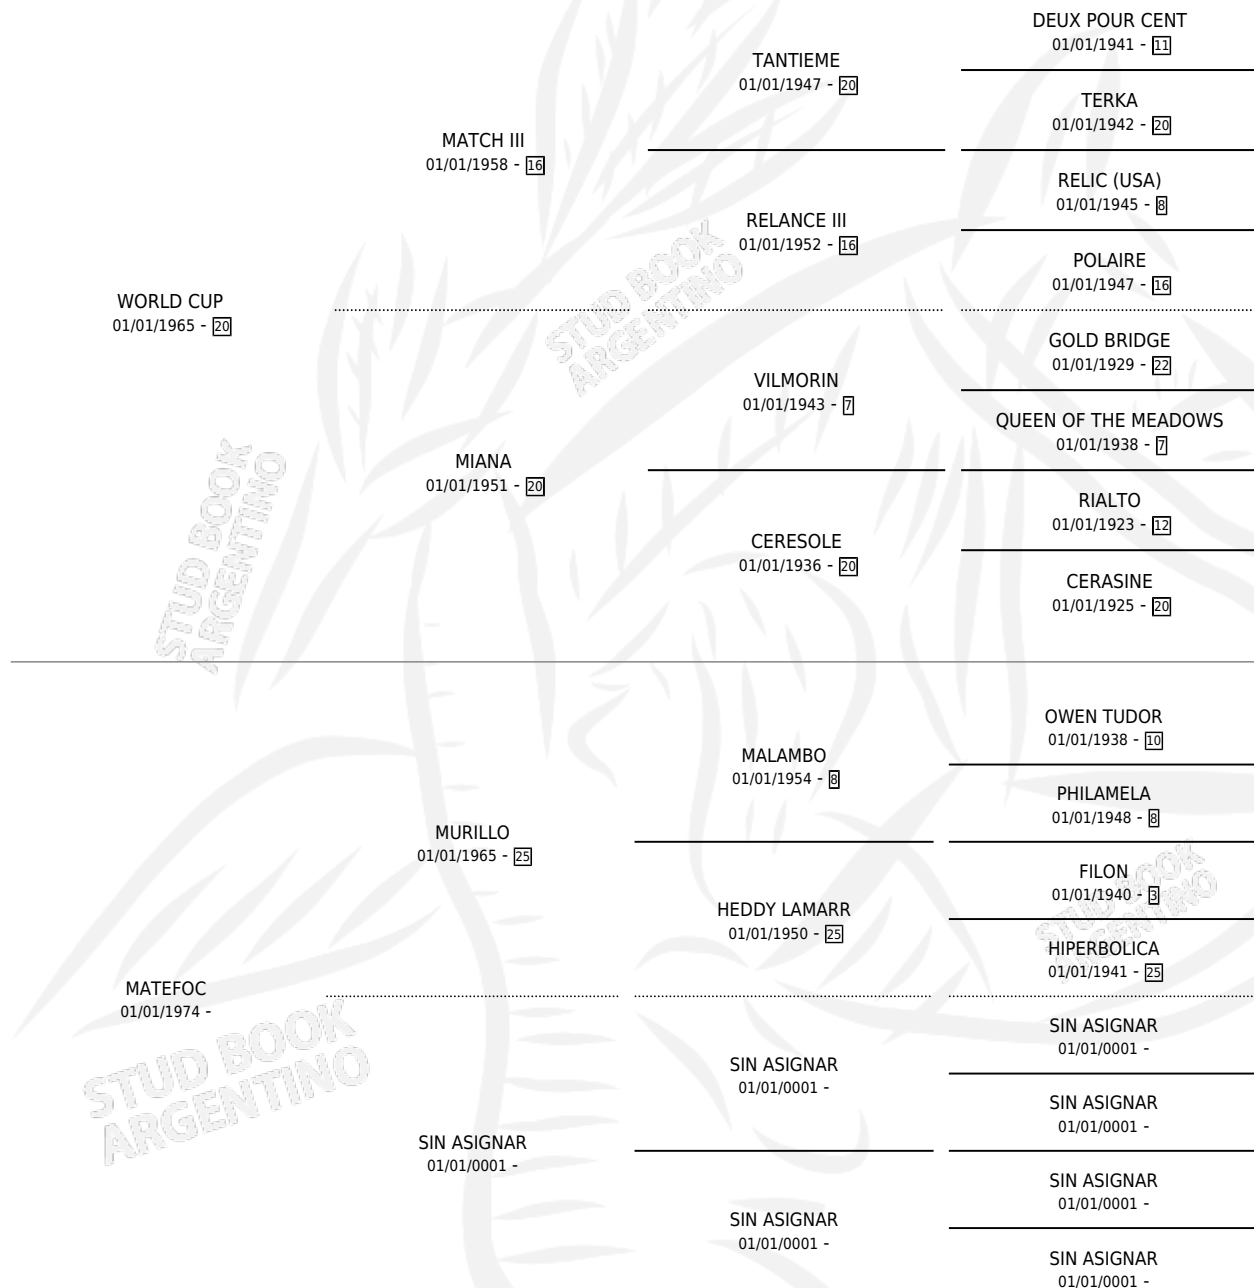 DEUX POUR CENT
01/01/1941 - 11
TANTIEME
01/01/1947 - 20
TERKA
01/01/1942 - 20
MATCH III
01/01/1958 - 16
RELIC (USA)
01/01/1945 - 8
RELANCE III
01/01/1952 - 16
POLAIRE
01/01/1947 - 16
WORLD CUP
01/01/1965 - 20
GOLD BRIDGE
01/01/1929 - 22
VILMORIN
01/01/1943 - 7
QUEEN OF THE MEADOWS
01/01/1938 - 7
MIANA
01/01/1951 - 20
RIALTO
01/01/1923 - 12
CERESOLE
01/01/1936 - 20
CERASINE
01/01/1925 - 20
STUD BOOK
ARGENTINO
STUD BOOK
ARGENTINO
OWEN TUDOR
01/01/1938 - 10
MALAMBO
01/01/1954 - 8
PHILAMELA
01/01/1948 - 8
MURILLO
01/01/1965 - 25
FILON
01/01/1940 - 3
HEDDY LAMARR
01/01/1950 - 25
HIPERBOLICA
01/01/1941 - 25
STUD BOOK
ARGENTINO
MATEFOC
01/01/1974 -
SIN ASIGNAR
01/01/0001 -
SIN ASIGNAR
01/01/0001 -
SIN ASIGNAR
01/01/0001 -
SIN ASIGNAR
01/01/0001 -
SIN ASIGNAR
01/01/0001 -
SIN ASIGNAR
01/01/0001 -
SIN ASIGNAR
01/01/0001 -
STUD BOOK
ARGENTINO